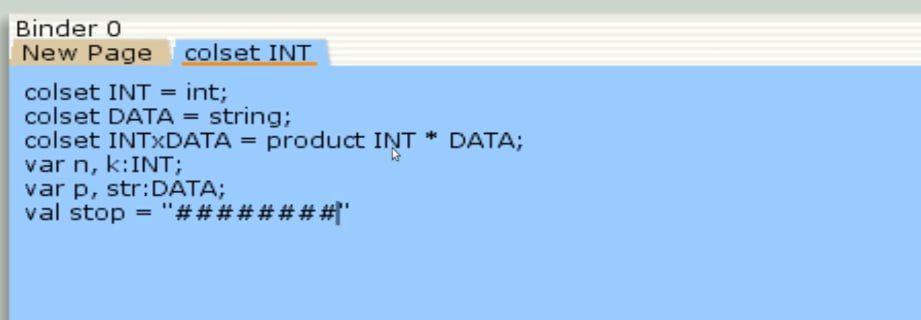 Binder 0
New Page colset INT
colset INT = int;
colset DATA = string;
colset INTxDATA = product INT * DATA;
var n, k:INT;
var p, str:DATA;
val stop = "########"